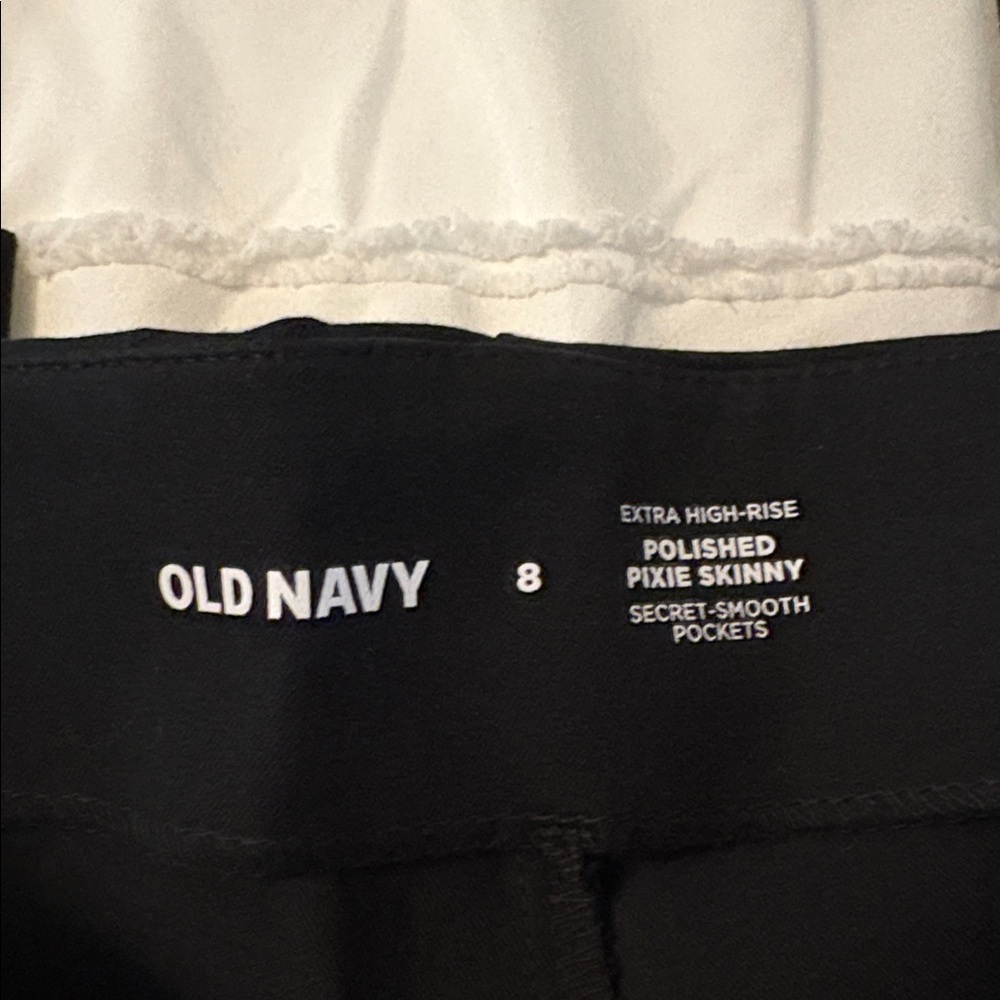 OLD NAVY
8
EXTRA HIGH-RISE
POLISHED
PIXIE SKINNY
SECRET-SMOOTH
POCKETS